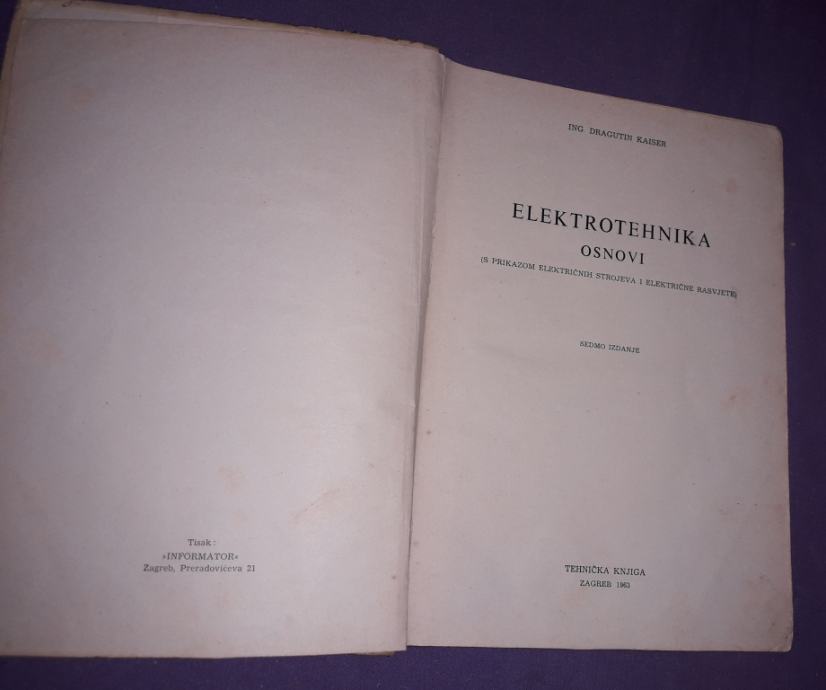 Tisak:
»INFORMATOR«
Zagreb, Preradovićeva 21
ING. DRAGUTIN KAISER
ELEKTROTEHNIKA
OSNOVI
(S PRIKAZOM ELEKTRIČNIH STROJEVA I ELEKTRIČNE RASVJETE)
SEDMO IZDANJE
TEHNIČKA KNJIGA
ZAGREB 1963